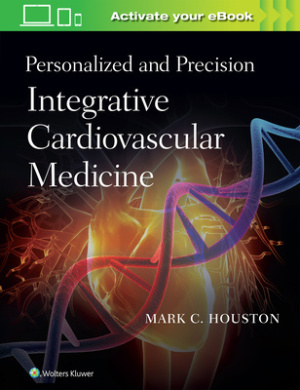 Activate your eBook
Personalized and Precision
Integrative
Cardiovascular
Medicine
MARK C. HOUSTON
Wolters Kluwer